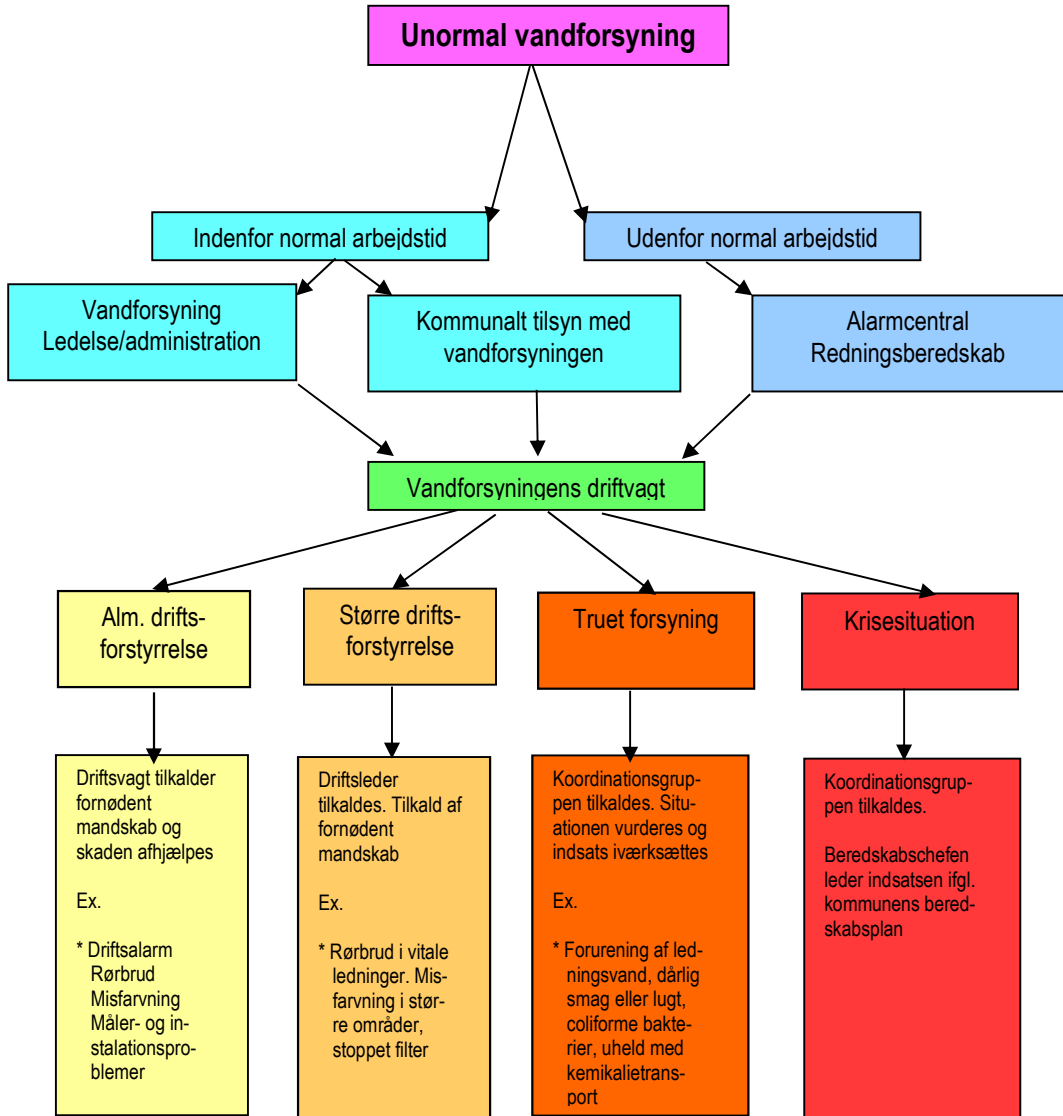 Unormal vandforsyning
Indenfor normal arbejdstid
Udenfor normal arbejdstid
Vandforsyning
Ledelse/administration
Kommunalt tilsyn med
vandforsyningen
Alarmcentral
Redningsberedskab
Vandforsyningens driftvagt
Alm. drifts-
forstyrrelse
Større drifts-
forstyrrelse
Truet forsyning
Krisesituation
Driftsvagt tilkalder
fornødent
mandskab og
skaden afhjælpes
Ex.
* Driftsalarm
Rørbrud
Misfarvning
Måler- og in-
stalationspro-
blemer
Driftsleder
tilkaldes. Tilkald af
fornødent
mandskab
Ex.
* Rørbrud i vitale
ledninger. Mis-
farvning i stør-
re områder,
stoppet filter
Koordinationsgrup-
pen tilkaldes. Situ-
ationen vurderes og
indsats iværksættes
Ex.
* Forurening af led-
ningsvand, dårlig
smag eller lugt,
coliforme bakte-
rier, uheld med
kemikalietrans-
port
Koordinationsgrup-
pen tilkaldes.
Beredskabschefen
leder indsatsen ifgl.
kommunens bered-
skabsplan